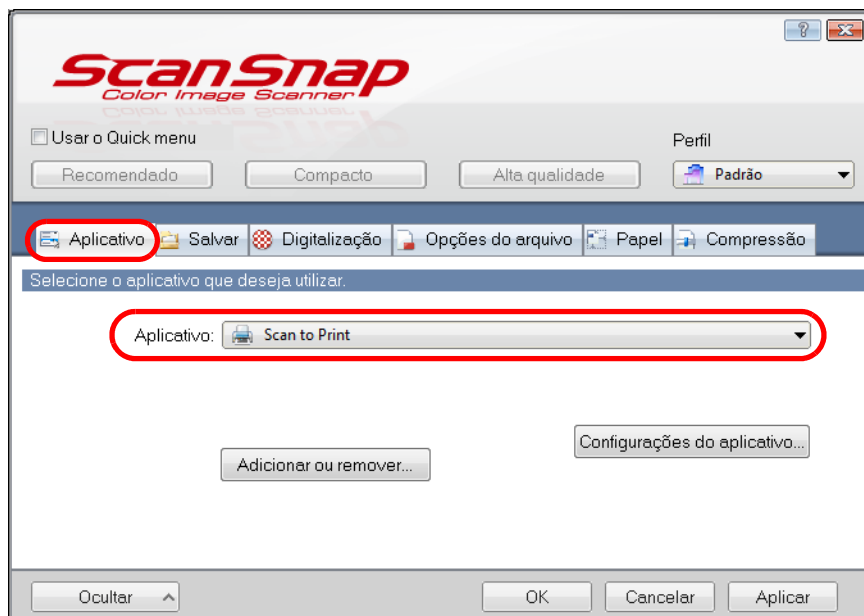 ScanSnap
Color Image Scanner
Usar o Quick menu
Perfil
Recomendado Compacto Alta qualidade Padrão
Aplicativo Salvar Digitalização Opções do arquivo Papel Compressão
Selecione o aplicativo que deseja utilizar.
Aplicativo: Scan to Print
Configurações do aplicativo...
Adicionar ou remover...
Ocultar OK Cancelar Aplicar